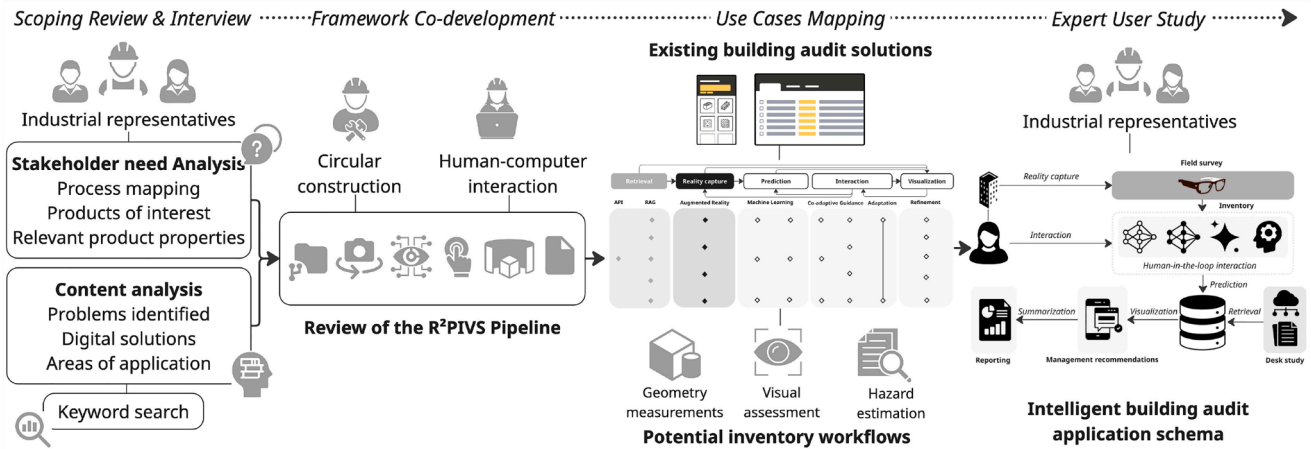 Scoping Review & Interview
Framework Co-development
Use Cases Mapping
Expert User Study
Industrial representatives
Stakeholder need Analysis
Process mapping
Products of interest
Relevant product properties
Content analysis
Problems identified
Digital solutions
Areas of application
Keyword search
Circular
construction
Human-computer
interaction
Review of the R²PIVS Pipeline
Existing building audit solutions
Retrieval
Reality capture
Prediction
Interaction
Visualization
API
RAG
Augmented Reality
Machine Learning
Co-adaptive Guidance
Adaptation
Refinement
Geometry
measurements
Visual
assessment
Hazard
estimation
Potential inventory workflows
Industrial representatives
Field survey
Reality capture
Inventory
Interaction
Human-in-the-loop interaction
Prediction
Summarization
Visualization
Retrieval
Reporting
Management recommendations
Desk study
Intelligent building audit
application schema